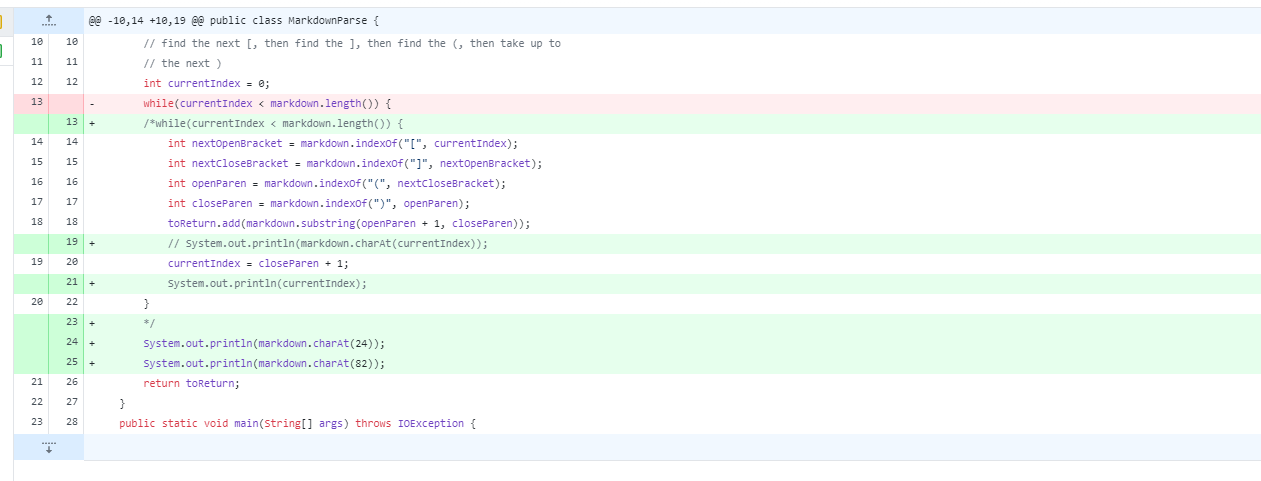 @@ -10,14 +10,19 @@ public class MarkdownParse {
10 10 // find the next [, then find the ], then find the (, then take up to
11 11 // the next )
12 12 int currentIndex = 0;
13 - while(currentIndex < markdown.length()) {
13 + /*while(currentIndex < markdown.length()) {
14 14 int nextOpenBracket = markdown.indexOf("[", currentIndex);
15 15 int nextCloseBracket = markdown.indexOf("]", nextOpenBracket);
16 16 int openParen = markdown.indexOf("(", nextCloseBracket);
17 17 int closeParen = markdown.indexOf(")", openParen);
18 18 toReturn.add(markdown.substring(openParen + 1, closeParen));
19 + // System.out.println(markdown.charAt(currentIndex));
19 20 currentIndex = closeParen + 1;
21 + System.out.println(currentIndex);
20 22 }
23 + */
24 + System.out.println(markdown.charAt(24));
25 + System.out.println(markdown.charAt(82));
21 26 return toReturn;
22 27 }
23 28 public static void main(String[] args) throws IOException {